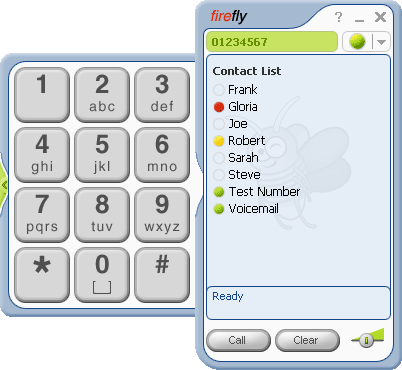 firefly
?
01234567
1
2
abc
3
def
4
ghi
5
jkl
6
mno
7
pqrs
8
tuv
9
wxyz
*
0
#
Contact List
Frank
Gloria
Joe
Robert
Sarah
Steve
Test Number
Voicemail
Ready
Call
Clear